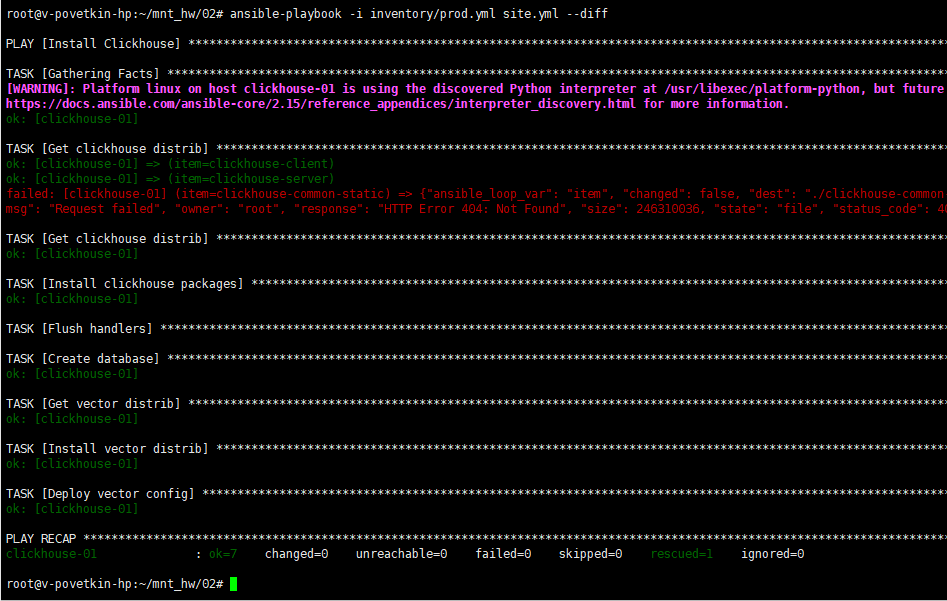 root@v-povetkin-hp:~/mnt_hw/02# ansible-playbook -i inventory/prod.yml site.yml --diff
PLAY [Install Clickhouse] ************************************************************************************************************
TASK [Gathering Facts] ***************************************************************************************************************
[WARNING]: Platform linux on host clickhouse-01 is using the discovered Python interpreter at /usr/libexec/platform-python, but future
https://docs.ansible.com/ansible-core/2.15/reference_appendices/interpreter_discovery.html for more information.
ok: [clickhouse-01]
TASK [Get clickhouse distrib] ********************************************************************************************************
ok: [clickhouse-01] => (item=clickhouse-client)
ok: [clickhouse-01] => (item=clickhouse-server)
failed: [clickhouse-01] (item=clickhouse-common-static) => {"ansible_loop_var": "item", "changed": false, "dest": "./clickhouse-common
msg": "Request failed", "owner": "root", "response": "HTTP Error 404: Not Found", "size": 246310036, "state": "file", "status_code": 40
TASK [Get clickhouse distrib] ********************************************************************************************************
ok: [clickhouse-01]
TASK [Install clickhouse packages] ***************************************************************************************************
ok: [clickhouse-01]
TASK [Flush handlers] ****************************************************************************************************************
TASK [Create database] ***************************************************************************************************************
ok: [clickhouse-01]
TASK [Get vector distrib] ************************************************************************************************************
ok: [clickhouse-01]
TASK [Install vector distrib] ********************************************************************************************************
ok: [clickhouse-01]
TASK [Deploy vector config] **********************************************************************************************************
ok: [clickhouse-01]
PLAY RECAP ***************************************************************************************************************************
clickhouse-01 : ok=7 changed=0 unreachable=0 failed=0 skipped=0 rescued=1 ignored=0
root@v-povetkin-hp:~/mnt_hw/02#